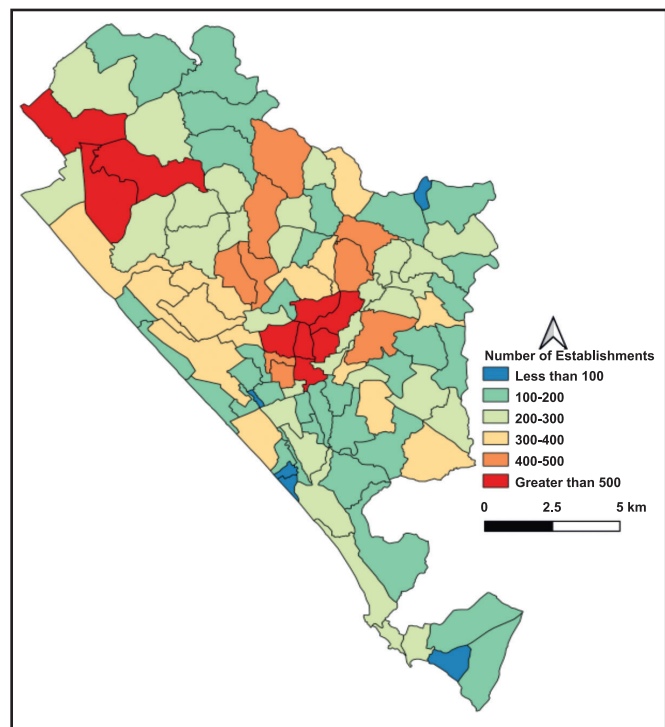 Number of Establishments
Less than 100
100-200
200-300
300-400
400-500
Greater than 500
0 2.5 5 km